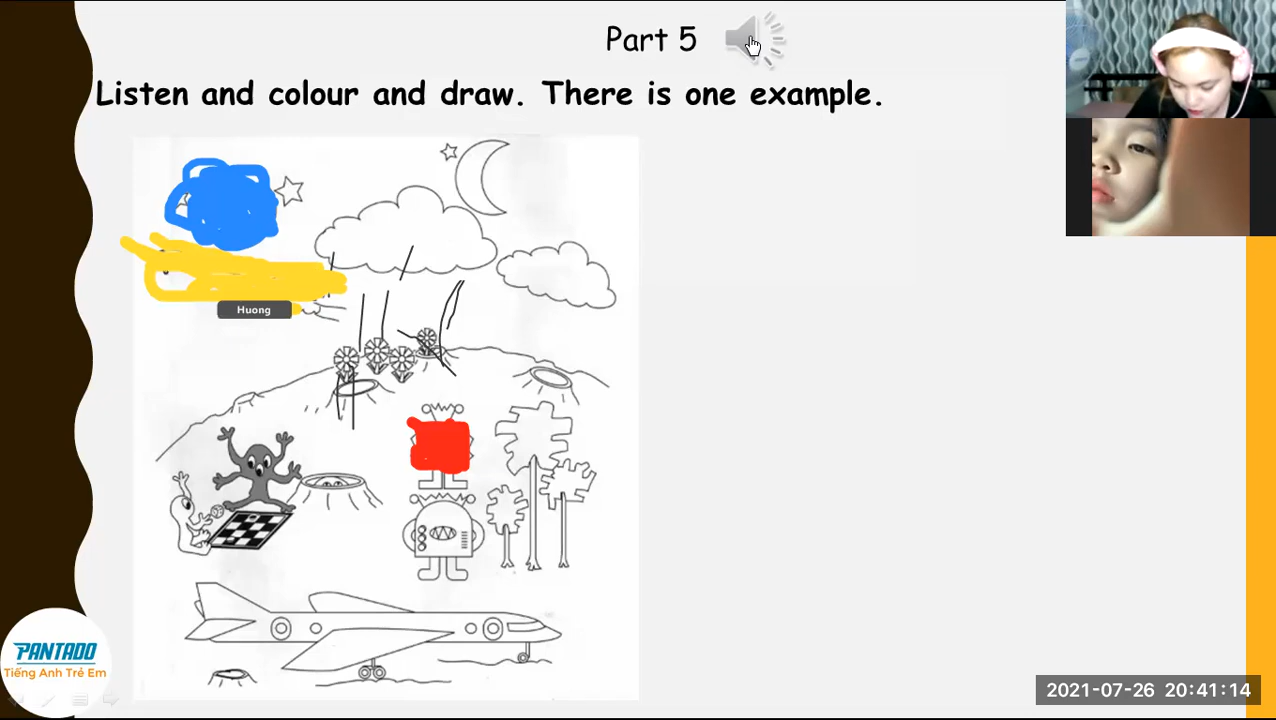 Part 5
Listen and colour and draw. There is one example.
Huong
PANTADO
Tiếng Anh Trẻ Em
2021-07-26 20:41:14